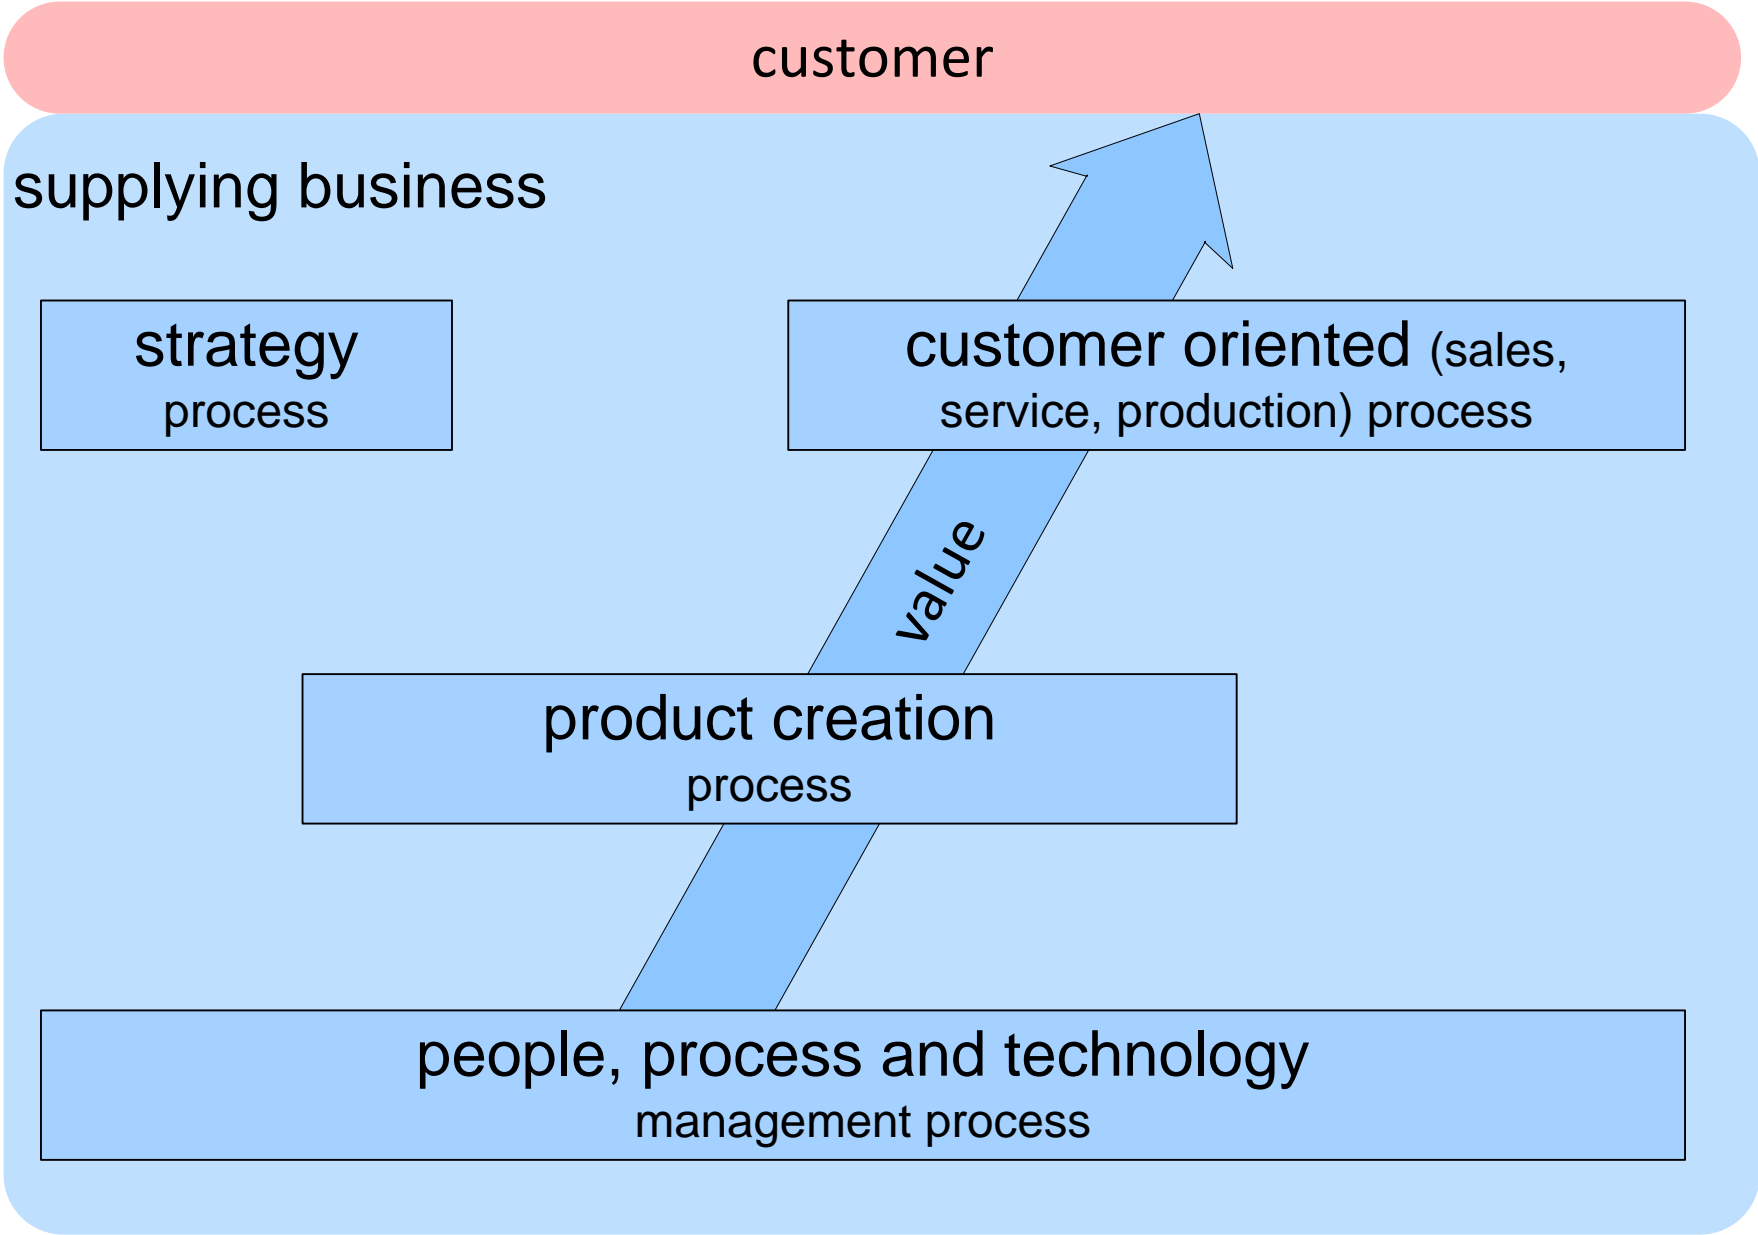 customer
supplying business
strategy
process
customer oriented (sales,
service, production) process
value
product creation
process
people, process and technology
management process